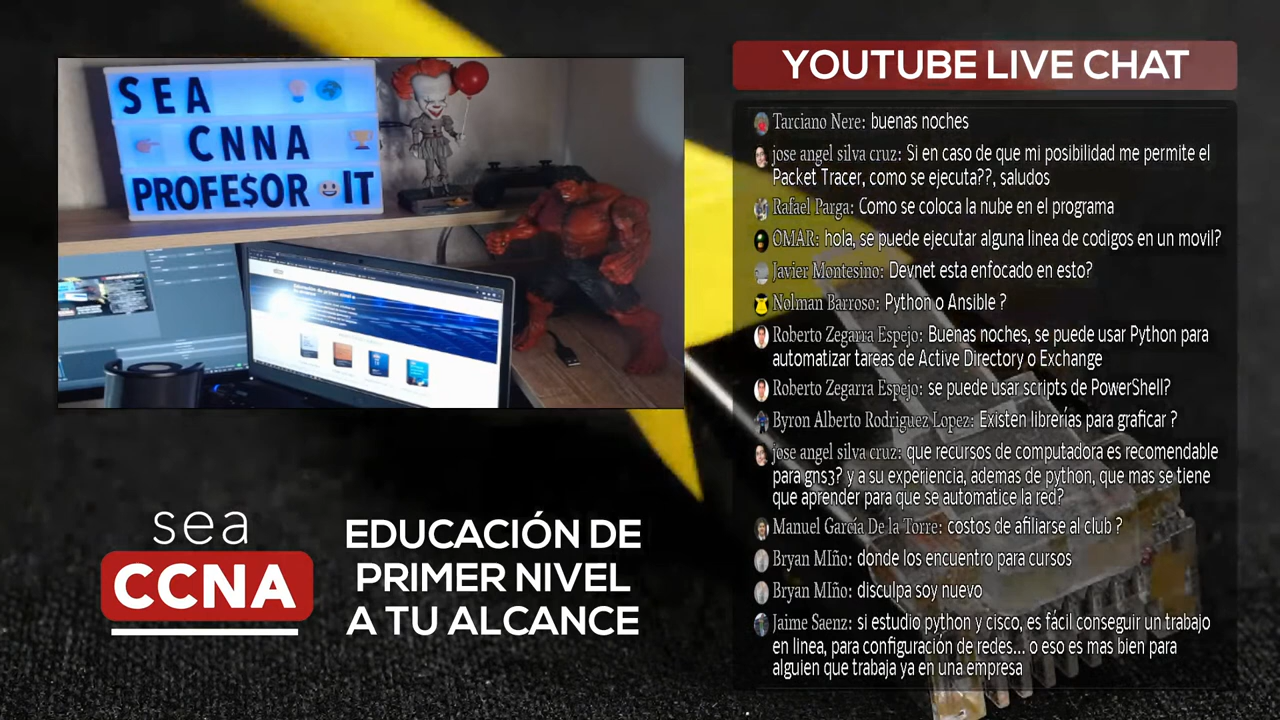 SEA
CNNA
PROFE$OR IT
sea
CCNA
EDUCACIÓN DE
PRIMER NIVEL
A TU ALCANCE
YOUTUBE LIVE CHAT
Tarciano Nere: buenas noches
jose angel silva cruz: Si en caso de que mi posibilidad me permite el
Packet Tracer, como se ejecuta??, saludos
Rafael Parga: Como se coloca la nube en el programa
OMAR: hola, se puede ejecutar alguna linea de codigos en un movil?
Javier Montesino: Devnet esta enfocado en esto?
Nolman Barroso: Python o Ansible ?
Roberto Zegarra Espejo: Buenas noches, se puede usar Python para
automatizar tareas de Active Directory o Exchange
Roberto Zegarra Espejo: se puede usar scripts de PowerShell?
Byron Alberto Rodriguez Lopez: Existen librerías para graficar ?
jose angel silva cruz: que recursos de computadora es recomendable
para gns3? y a su experiencia, ademas de python, que mas se tiene
que aprender para que se automatice la red?
Manuel García De la Torre: costos de afiliarse al club ?
Bryan MIño: donde los encuentro para cursos
Bryan MIño: disculpa soy nuevo
Jaime Saenz: si estudio python y cisco, es fácil conseguir un trabajo
en linea, para configuración de redes... o eso es mas bien para
alguien que trabaja ya en una empresa